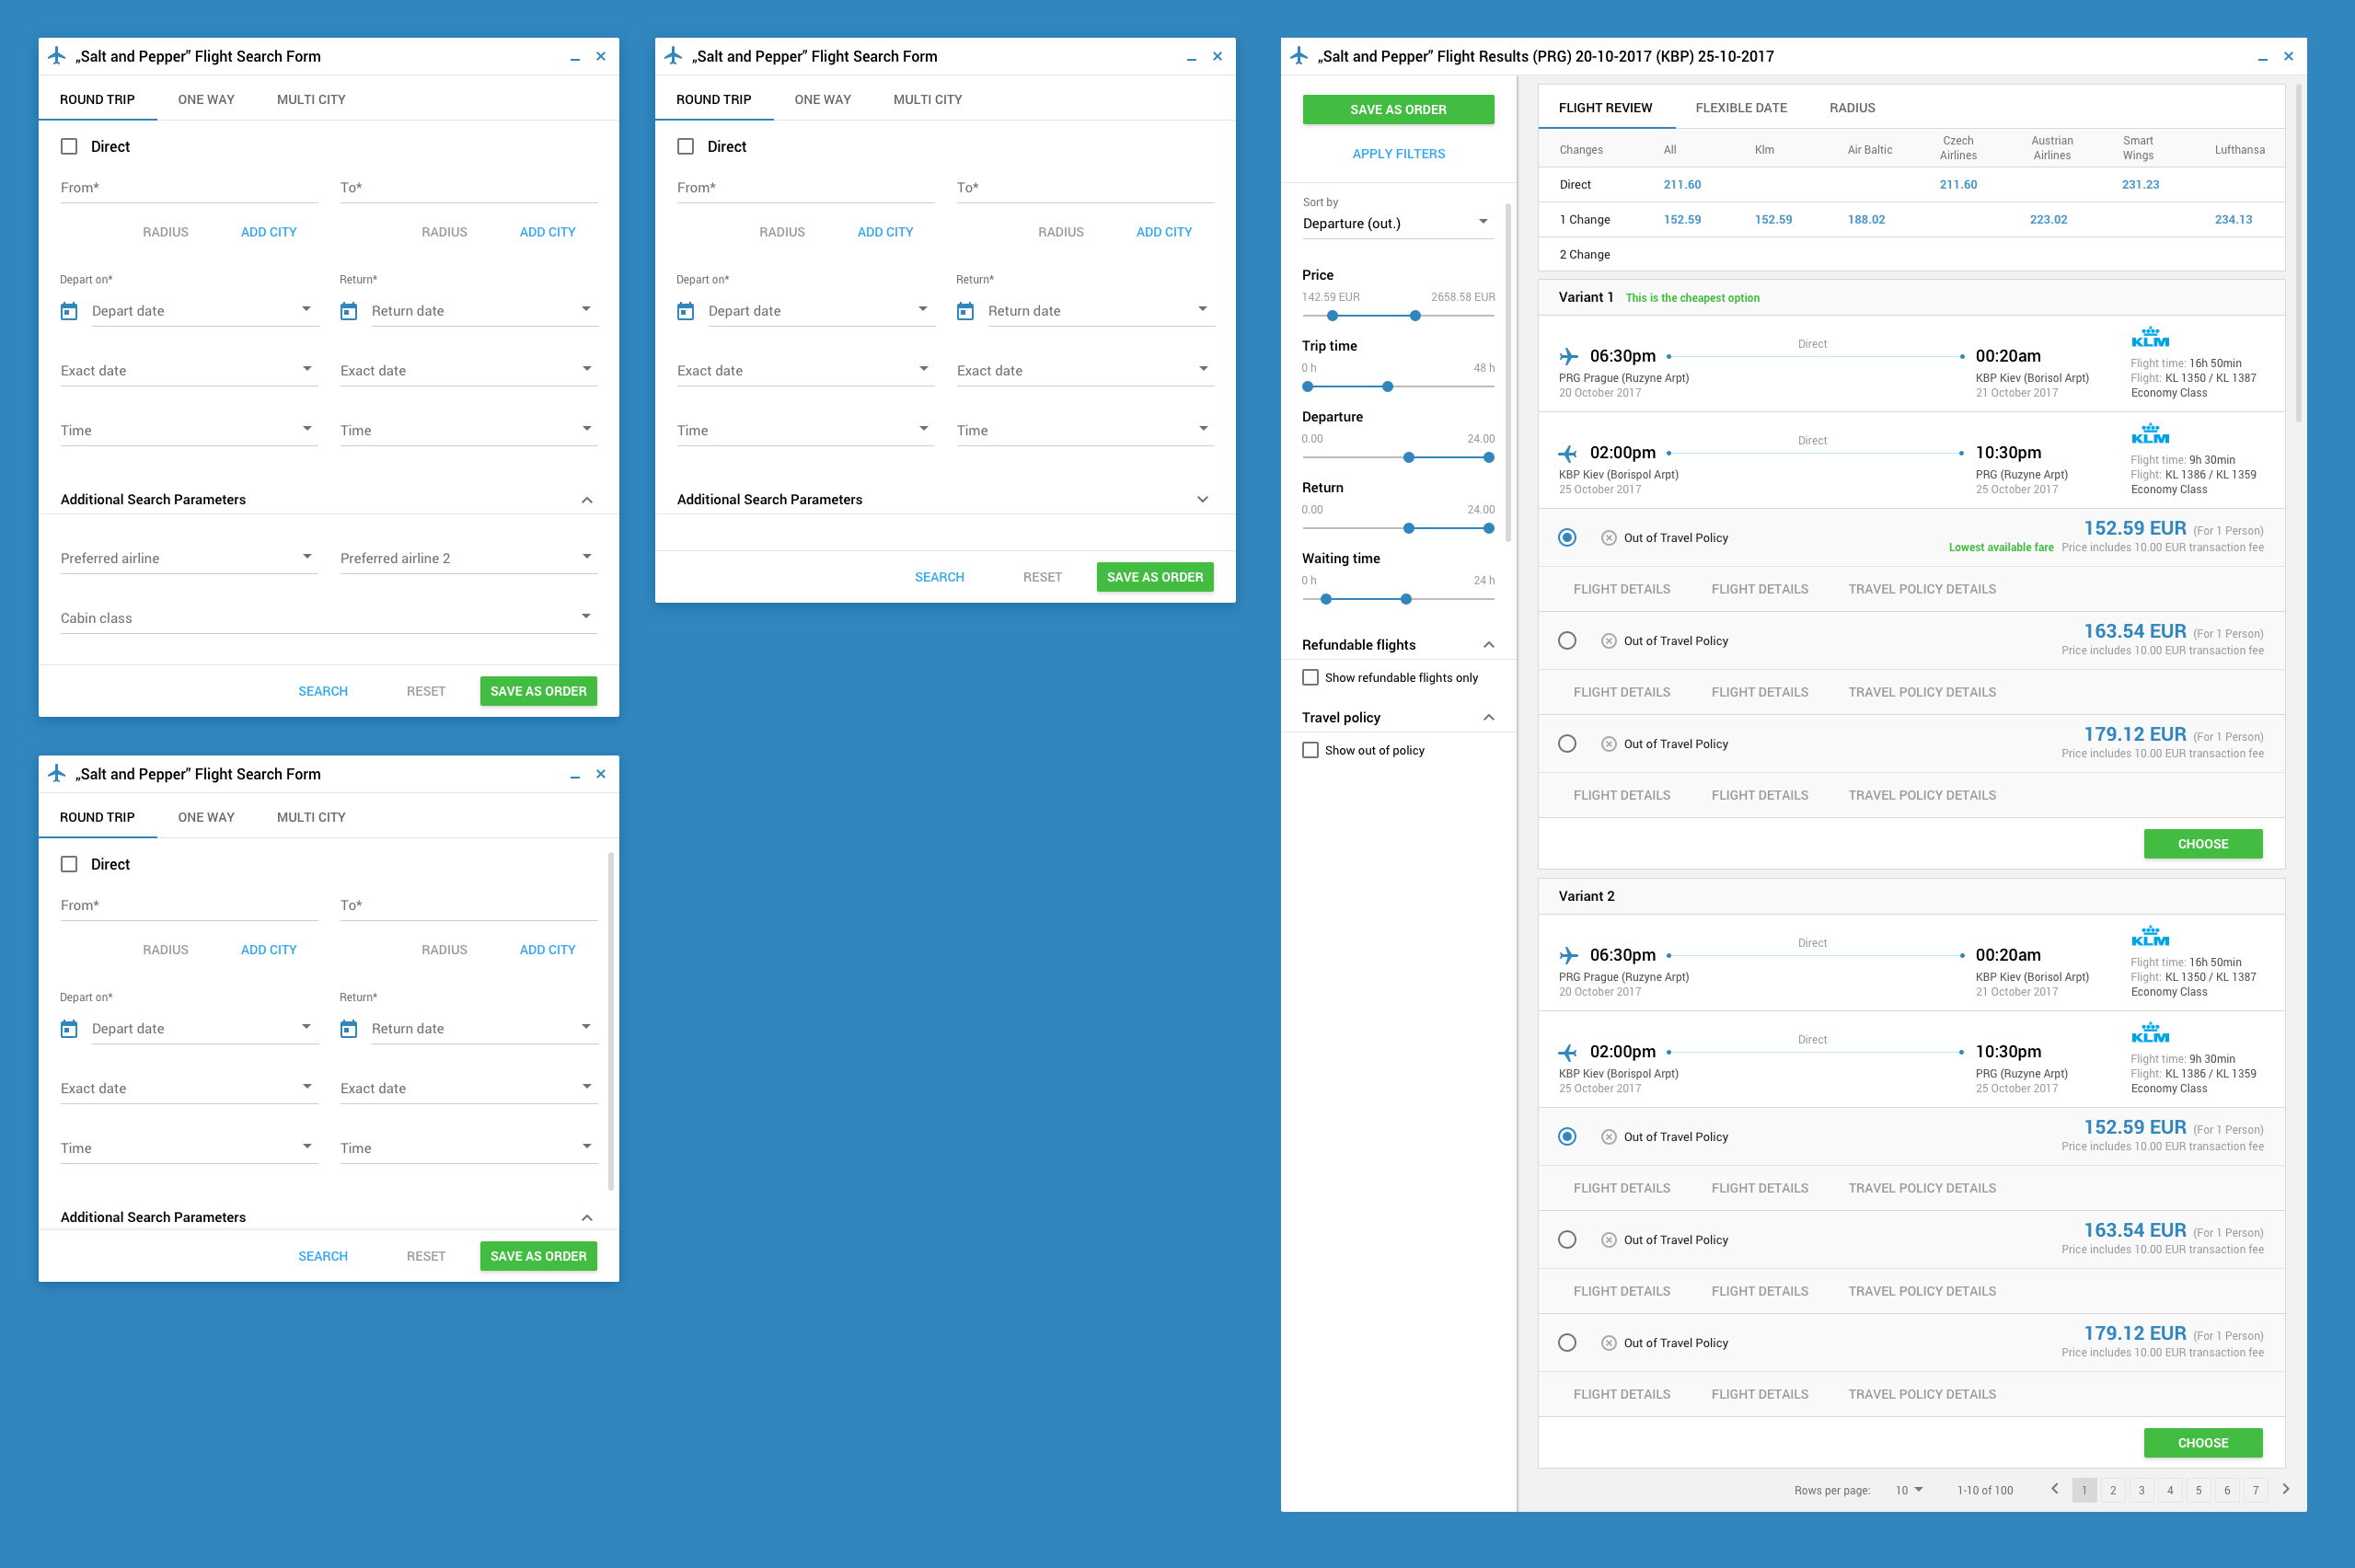 „Salt and Pepper” Flight Search Form
ROUND TRIP ONE WAY MULTI CITY
Direct
From* To*
RADIUS ADD CITY RADIUS ADD CITY
Depart on* Return*
Depart date Return date
Exact date Exact date
Time Time
Additional Search Parameters
Preferred airline Preferred airline 2
Cabin class
SEARCH RESET SAVE AS ORDER
„Salt and Pepper” Flight Search Form
ROUND TRIP ONE WAY MULTI CITY
Direct
From* To*
RADIUS ADD CITY RADIUS ADD CITY
Depart on* Return*
Depart date Return date
Exact date Exact date
Time Time
Additional Search Parameters
SEARCH RESET SAVE AS ORDER
„Salt and Pepper” Flight Search Form
ROUND TRIP ONE WAY MULTI CITY
Direct
From* To*
RADIUS ADD CITY RADIUS ADD CITY
Depart on* Return*
Depart date Return date
Exact date Exact date
Time Time
Additional Search Parameters
SEARCH RESET SAVE AS ORDER
„Salt and Pepper” Flight Results (PRG) 20-10-2017 (KBP) 25-10-2017
SAVE AS ORDER
APPLY FILTERS
Sort by
Departure (out.)
Price
142.59 EUR 2658.58 EUR
Trip time
0 h 48 h
Departure
0.00 24.00
Return
0.00 24.00
Waiting time
0 h 24 h
Refundable flights
Show refundable flights only
Travel policy
Show out of policy
FLIGHT REVIEW FLEXIBLE DATE RADIUS
Changes All Klm Air Baltic Czech Airlines Austrian Airlines Smart Wings Lufthansa
Direct 211.60 211.60 231.23
1 Change 152.59 152.59 188.02 223.02 234.13
2 Change
Variant 1 This is the cheapest option
Direct
KLM
06:30pm 00:20am
Flight time: 16h 50min
PRG Prague (Ruzyne Arpt) KBP Kiev (Borisol Arpt) Flight: KL 1350 / KL 1387
20 October 2017 21 October 2017 Economy Class
Direct
KLM
02:00pm 10:30pm
Flight time: 9h 30min
KBP Kiev (Borispol Arpt) PRG (Ruzyne Arpt) Flight: KL 1386 / KL 1359
25 October 2017 25 October 2017 Economy Class
Out of Travel Policy 152.59 EUR (For 1 Person)
Lowest available fare Price includes 10.00 EUR transaction fee
FLIGHT DETAILS FLIGHT DETAILS TRAVEL POLICY DETAILS
Out of Travel Policy 163.54 EUR (For 1 Person)
Price includes 10.00 EUR transaction fee
FLIGHT DETAILS FLIGHT DETAILS TRAVEL POLICY DETAILS
Out of Travel Policy 179.12 EUR (For 1 Person)
Price includes 10.00 EUR transaction fee
FLIGHT DETAILS FLIGHT DETAILS TRAVEL POLICY DETAILS
CHOOSE
Variant 2
Direct
KLM
06:30pm 00:20am
Flight time: 16h 50min
PRG Prague (Ruzyne Arpt) KBP Kiev (Borisol Arpt) Flight: KL 1350 / KL 1387
20 October 2017 21 October 2017 Economy Class
Direct
KLM
02:00pm 10:30pm
Flight time: 9h 30min
KBP Kiev (Borispol Arpt) PRG (Ruzyne Arpt) Flight: KL 1386 / KL 1359
25 October 2017 25 October 2017 Economy Class
Out of Travel Policy 152.59 EUR (For 1 Person)
Price includes 10.00 EUR transaction fee
FLIGHT DETAILS FLIGHT DETAILS TRAVEL POLICY DETAILS
Out of Travel Policy 163.54 EUR (For 1 Person)
Price includes 10.00 EUR transaction fee
FLIGHT DETAILS FLIGHT DETAILS TRAVEL POLICY DETAILS
Out of Travel Policy 179.12 EUR (For 1 Person)
Price includes 10.00 EUR transaction fee
FLIGHT DETAILS FLIGHT DETAILS TRAVEL POLICY DETAILS
CHOOSE
Rows per page: 10 1-10 of 100 1 2 3 4 5 6 7